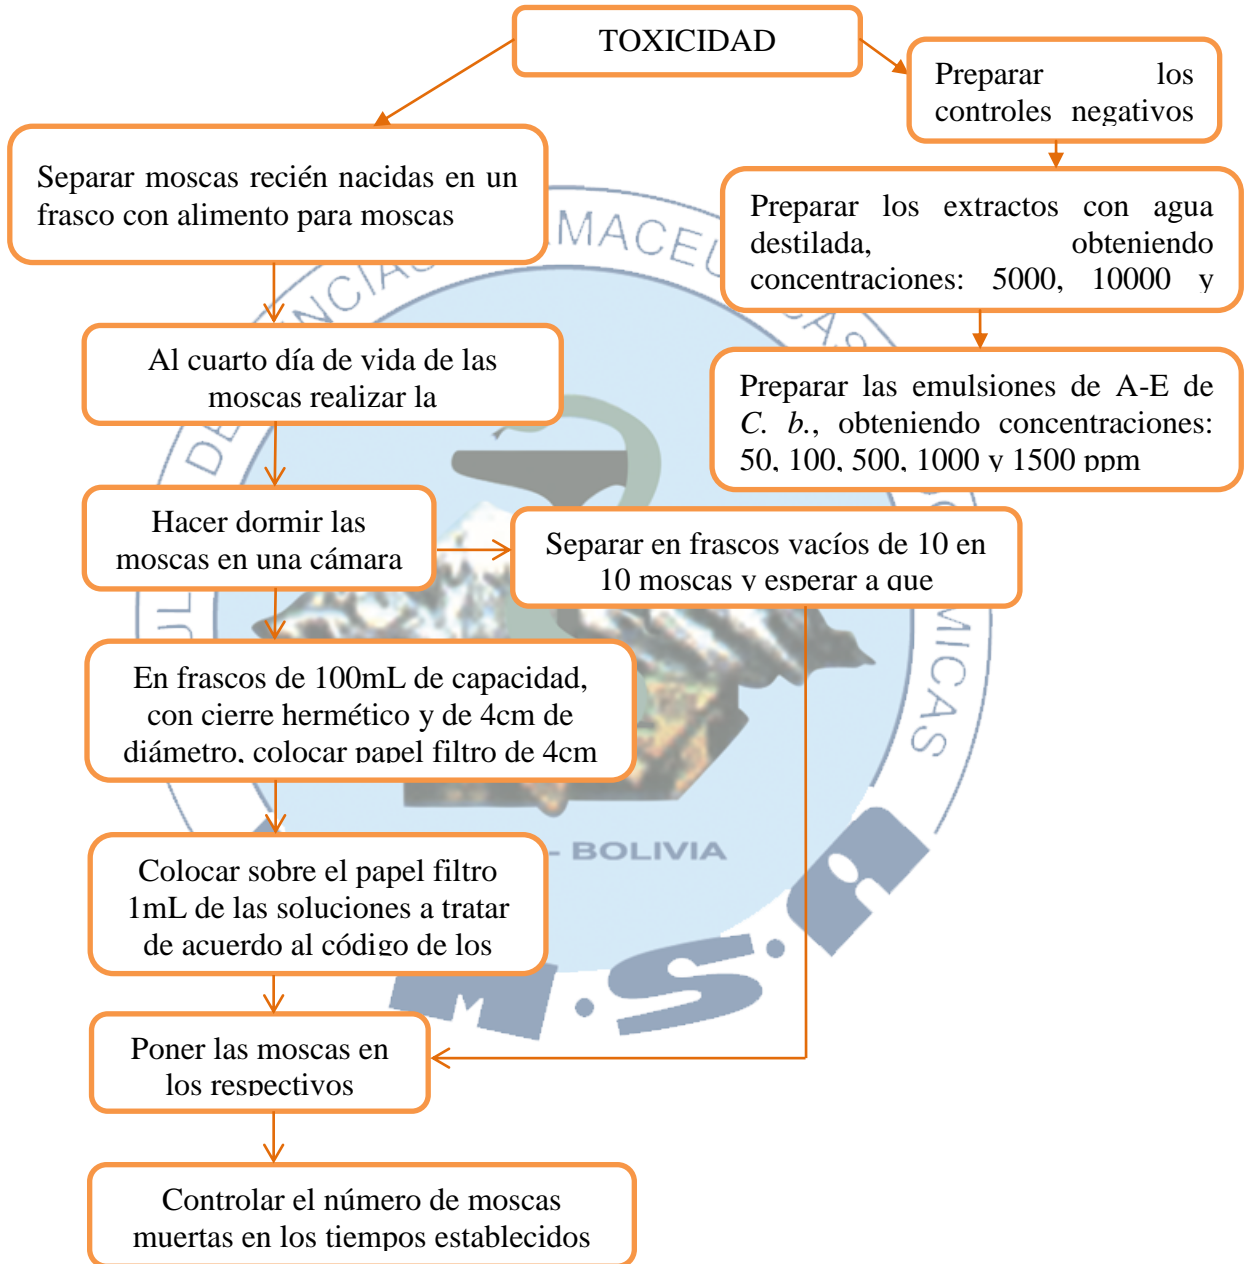 TOXICIDAD
Preparar los
controles negativos
Separar moscas recién nacidas en un
frasco con alimento para moscas
Preparar los extractos con agua
destilada, obteniendo
concentraciones: 5000, 10000 y
Al cuarto día de vida de las
moscas realizar la
Preparar las emulsiones de A-E de
C. b., obteniendo concentraciones:
50, 100, 500, 1000 y 1500 ppm
Hacer dormir las
moscas en una cámara
Separar en frascos vacíos de 10 en
10 moscas y esperar a que
En frascos de 100mL de capacidad,
con cierre hermético y de 4cm de
diámetro, colocar papel filtro de 4cm
Colocar sobre el papel filtro
1mL de las soluciones a tratar
de acuerdo al código de los
Poner las moscas en
los respectivos
Controlar el número de moscas
muertas en los tiempos establecidos
- BOLIVIA